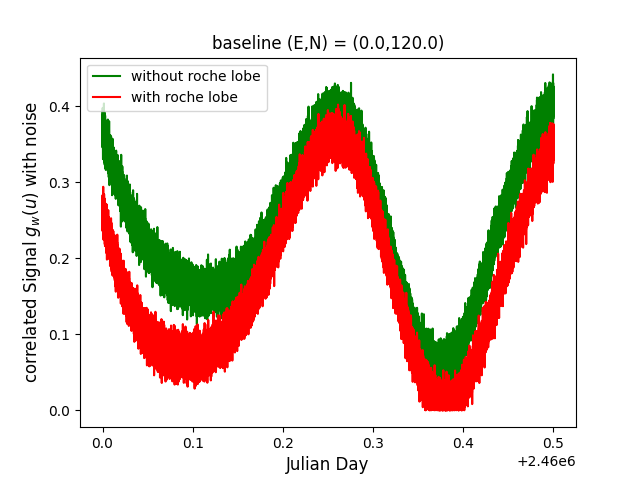 baseline (E,N) = (0.0,120.0)
without roche lobe
with roche lobe
correlated Signal g_w(u) with noise
0.4
0.3
0.2
0.1
0.0
0.0 0.1 0.2 0.3 0.4 0.5
+2.46e6
Julian Day